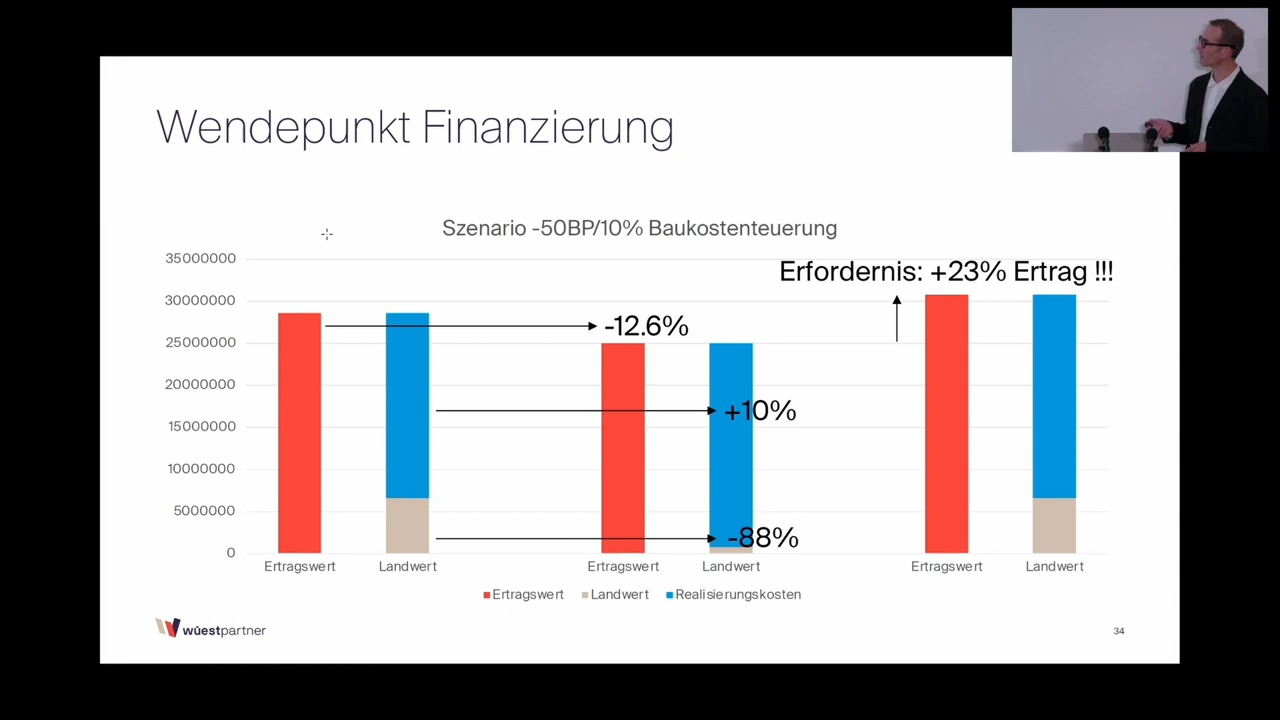 Wendepunkt Finanzierung
Szenario -50BP/10% Baukostenteuerung
35000000
30000000
25000000
20000000
15000000
10000000
5000000
0
Erfordernis: +23% Ertrag !!!
-12.6%
+10%
-88%
Ertragswert Landwert Ertragswert Landwert Ertragswert Landwert
Ertragswert Landwert Realisierungskosten
wüestpartner
34